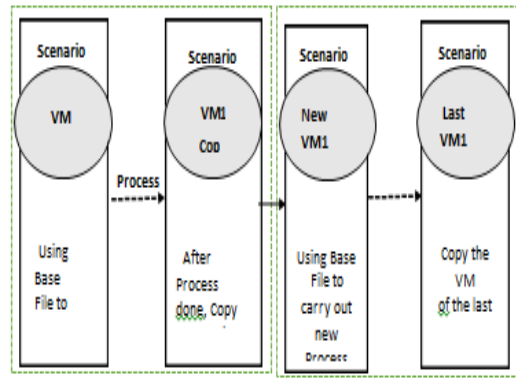 Scenario
VM
Using
Base
File to
Process
Scenario
VM1
Cop
After
Process
done, Copy
Scenario
New
VM1
Using Base
File to
carry out
new
Process
Scenario
Last
VM1
Copy the
VM
of the last